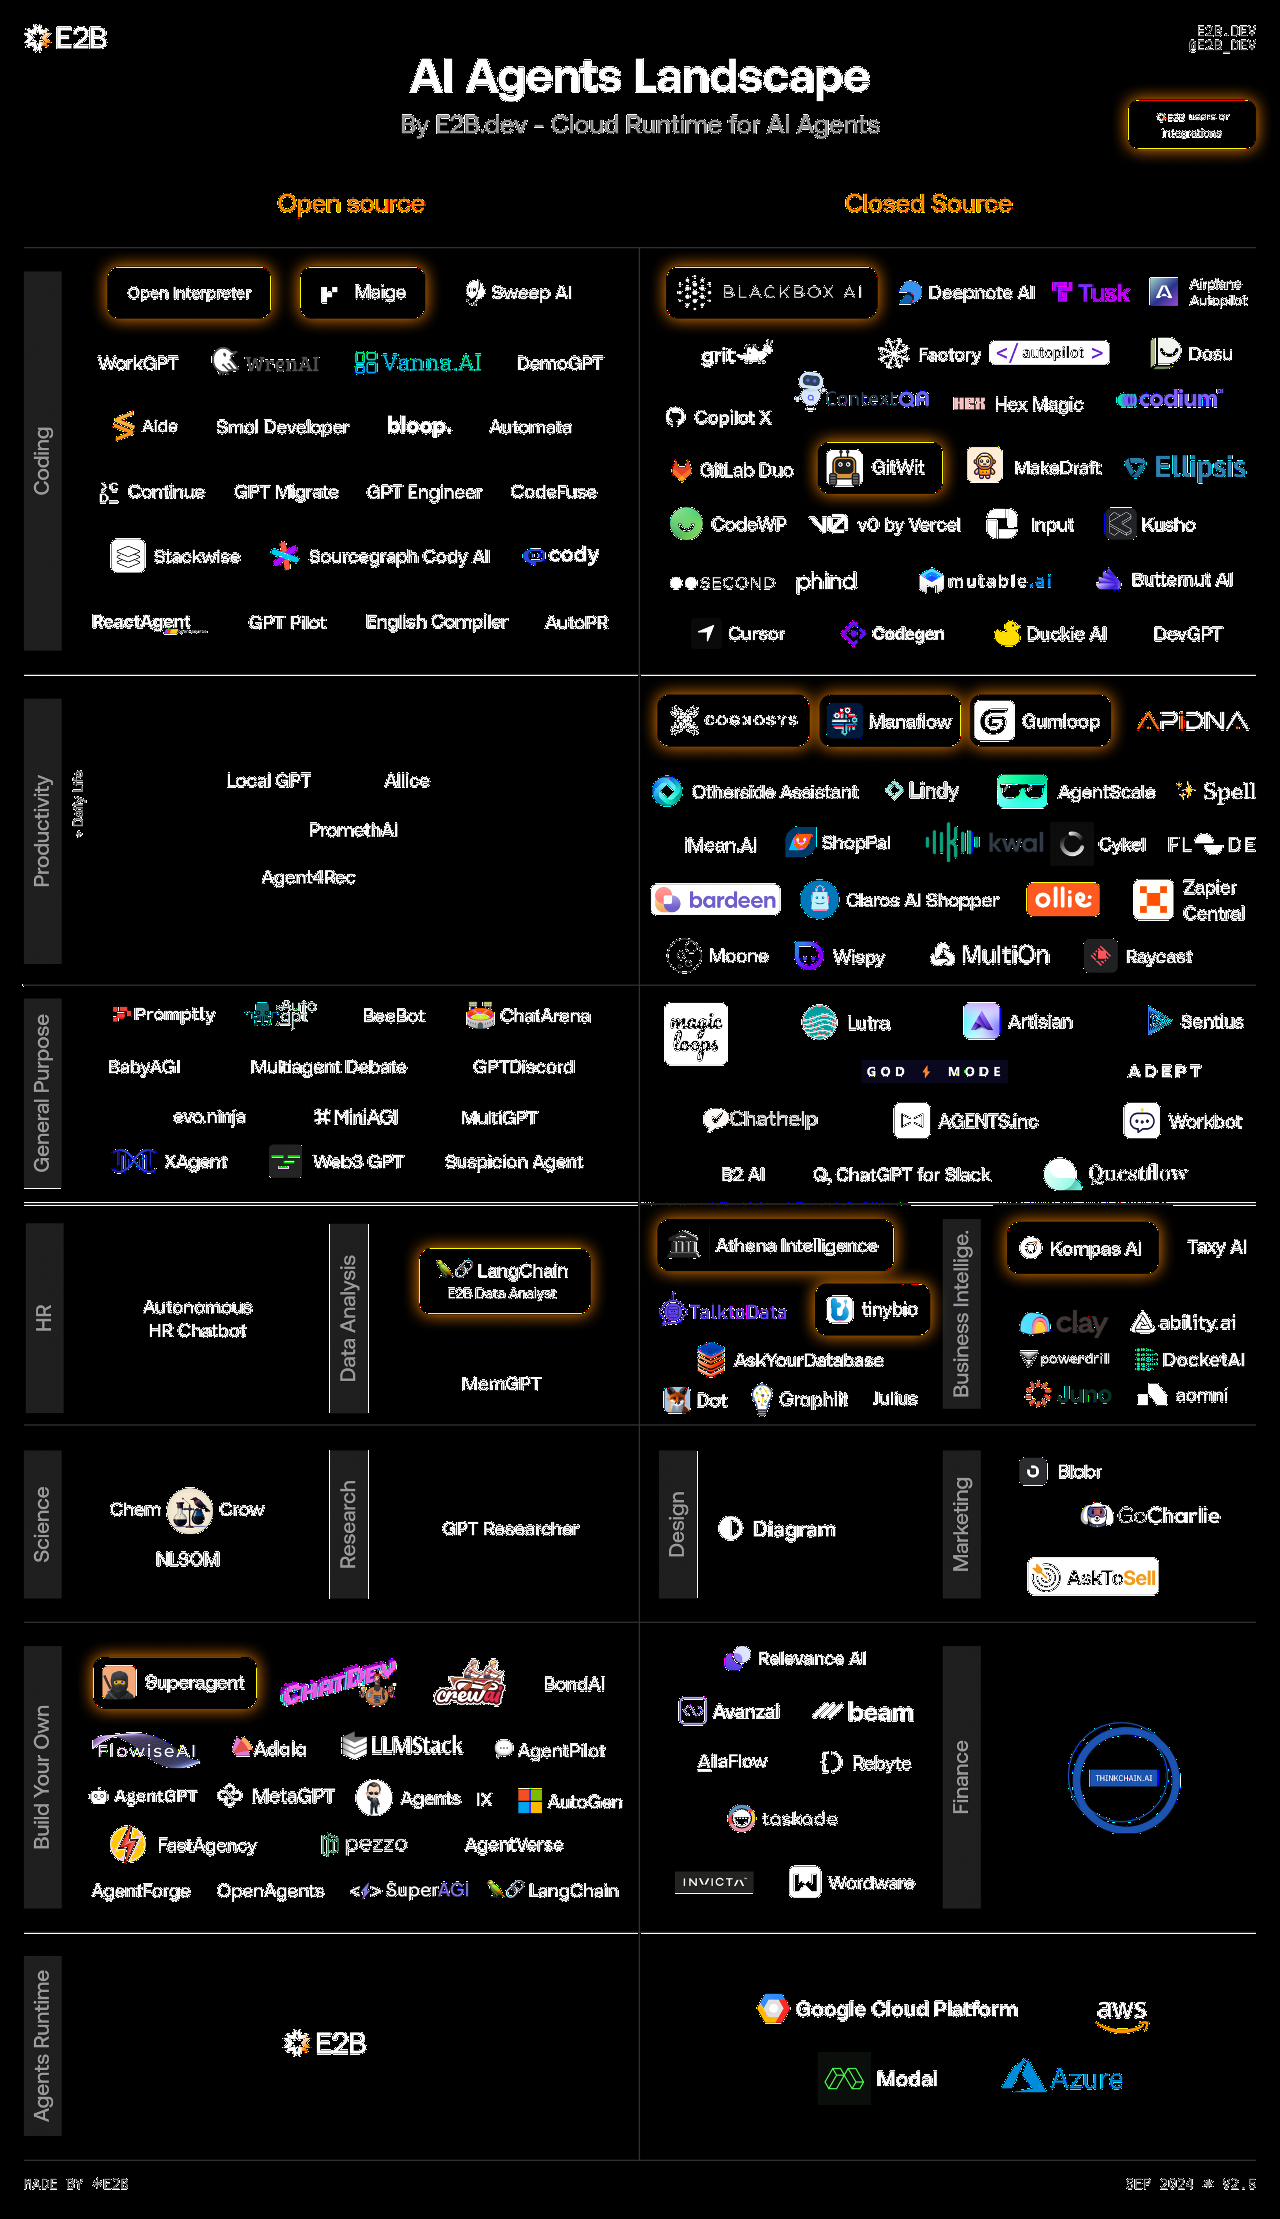 E2B
E2B.DEV
@E2B_DEV
AI Agents Landscape
By E2B.dev - Cloud Runtime for AI Agents
E2B users or
integrations
Open source
Closed Source
Coding
Open Interpreter
Maige
Sweep AI
WorkGPT
WrenAI
Vanna.AI
DemoGPT
Aide
Smol Developer
bloop.
Automata
Continue
GPT Migrate
GPT Engineer
CodeFuse
Stackwise
Sourcegraph Cody AI
cody
ReactAgent
GPT Pilot
English Compiler
AutoPR
BLACKBOX AI
Deepnote AI
Tusk
Airplane
Autopilot
grit
Factory
</ autopilot >
Dosu
Copilot X
ContextQA
HEX Hex Magic
codium
GitLab Duo
GitWit
MakeDraft
Ellipsis
CodeWP
v0 by Vercel
Input
Kusho
SECOND
phind
mutable.ai
Butternut AI
Cursor
Codegen
Duckie AI
DevGPT
Productivity
+ Daily Life
Local GPT
Allice
PromethAI
Agent4Rec
COGNOSYS
Manaflow
Gumloop
APIDNA
Otherside Assistant
Lindy
AgentScale
Spell
iMean.AI
ShopPal
kwal
Cykel
FL DE
bardeen
Claros AI Shopper
ollie
Zapier
Central
Moone
Wispy
MultiOn
Raycast
General Purpose
Promptly
Auto
gpt
BeeBot
ChatArena
BabyAGI
Multiagent Debate
GPTDiscord
evo.ninja
MiniAGI
MultiGPT
XAgent
Web3 GPT
Suspicion Agent
magic
loops
Lutra
Artisian
Sentius
GOD MODE
ADEPT
Chathelp
AGENTS.inc
Workbot
B2 AI
Q, ChatGPT for Slack
Questflow
HR
Autonomous
HR Chatbot
Data Analysis
LangChain
E2B Data Analyst
MemGPT
Athena Intelligence
TalktoData
tinybio
AskYourDatabase
Dot
Graphlit
Julius
Business Intellige.
Kompas AI
Taxy AI
clay
ability.ai
powerdrill
DocketAI
Juno
aomni
Science
Chem Crow
NLSOM
Research
GPT Researcher
Design
Diagram
Marketing
Blobr
GoCharlie
AskToSell
Build Your Own
Superagent
CHATDEV
crewai
BondAI
FlowiseAI
Adala
LLMStack
AgentPilot
AgentGPT
MetaGPT
Agents
IX
AutoGen
FastAgency
pezzo
AgentVerse
AgentForge
OpenAgents
SuperAGI
LangChain
Relevance AI
Avanzai
beam
AilaFlow
Rebyte
taskade
INVICTA
Wordware
Finance
THINKCHAIN.AI
Agents Runtime
E2B
Google Cloud Platform
aws
Modal
Azure
MADE BY E2B
SEP 2024